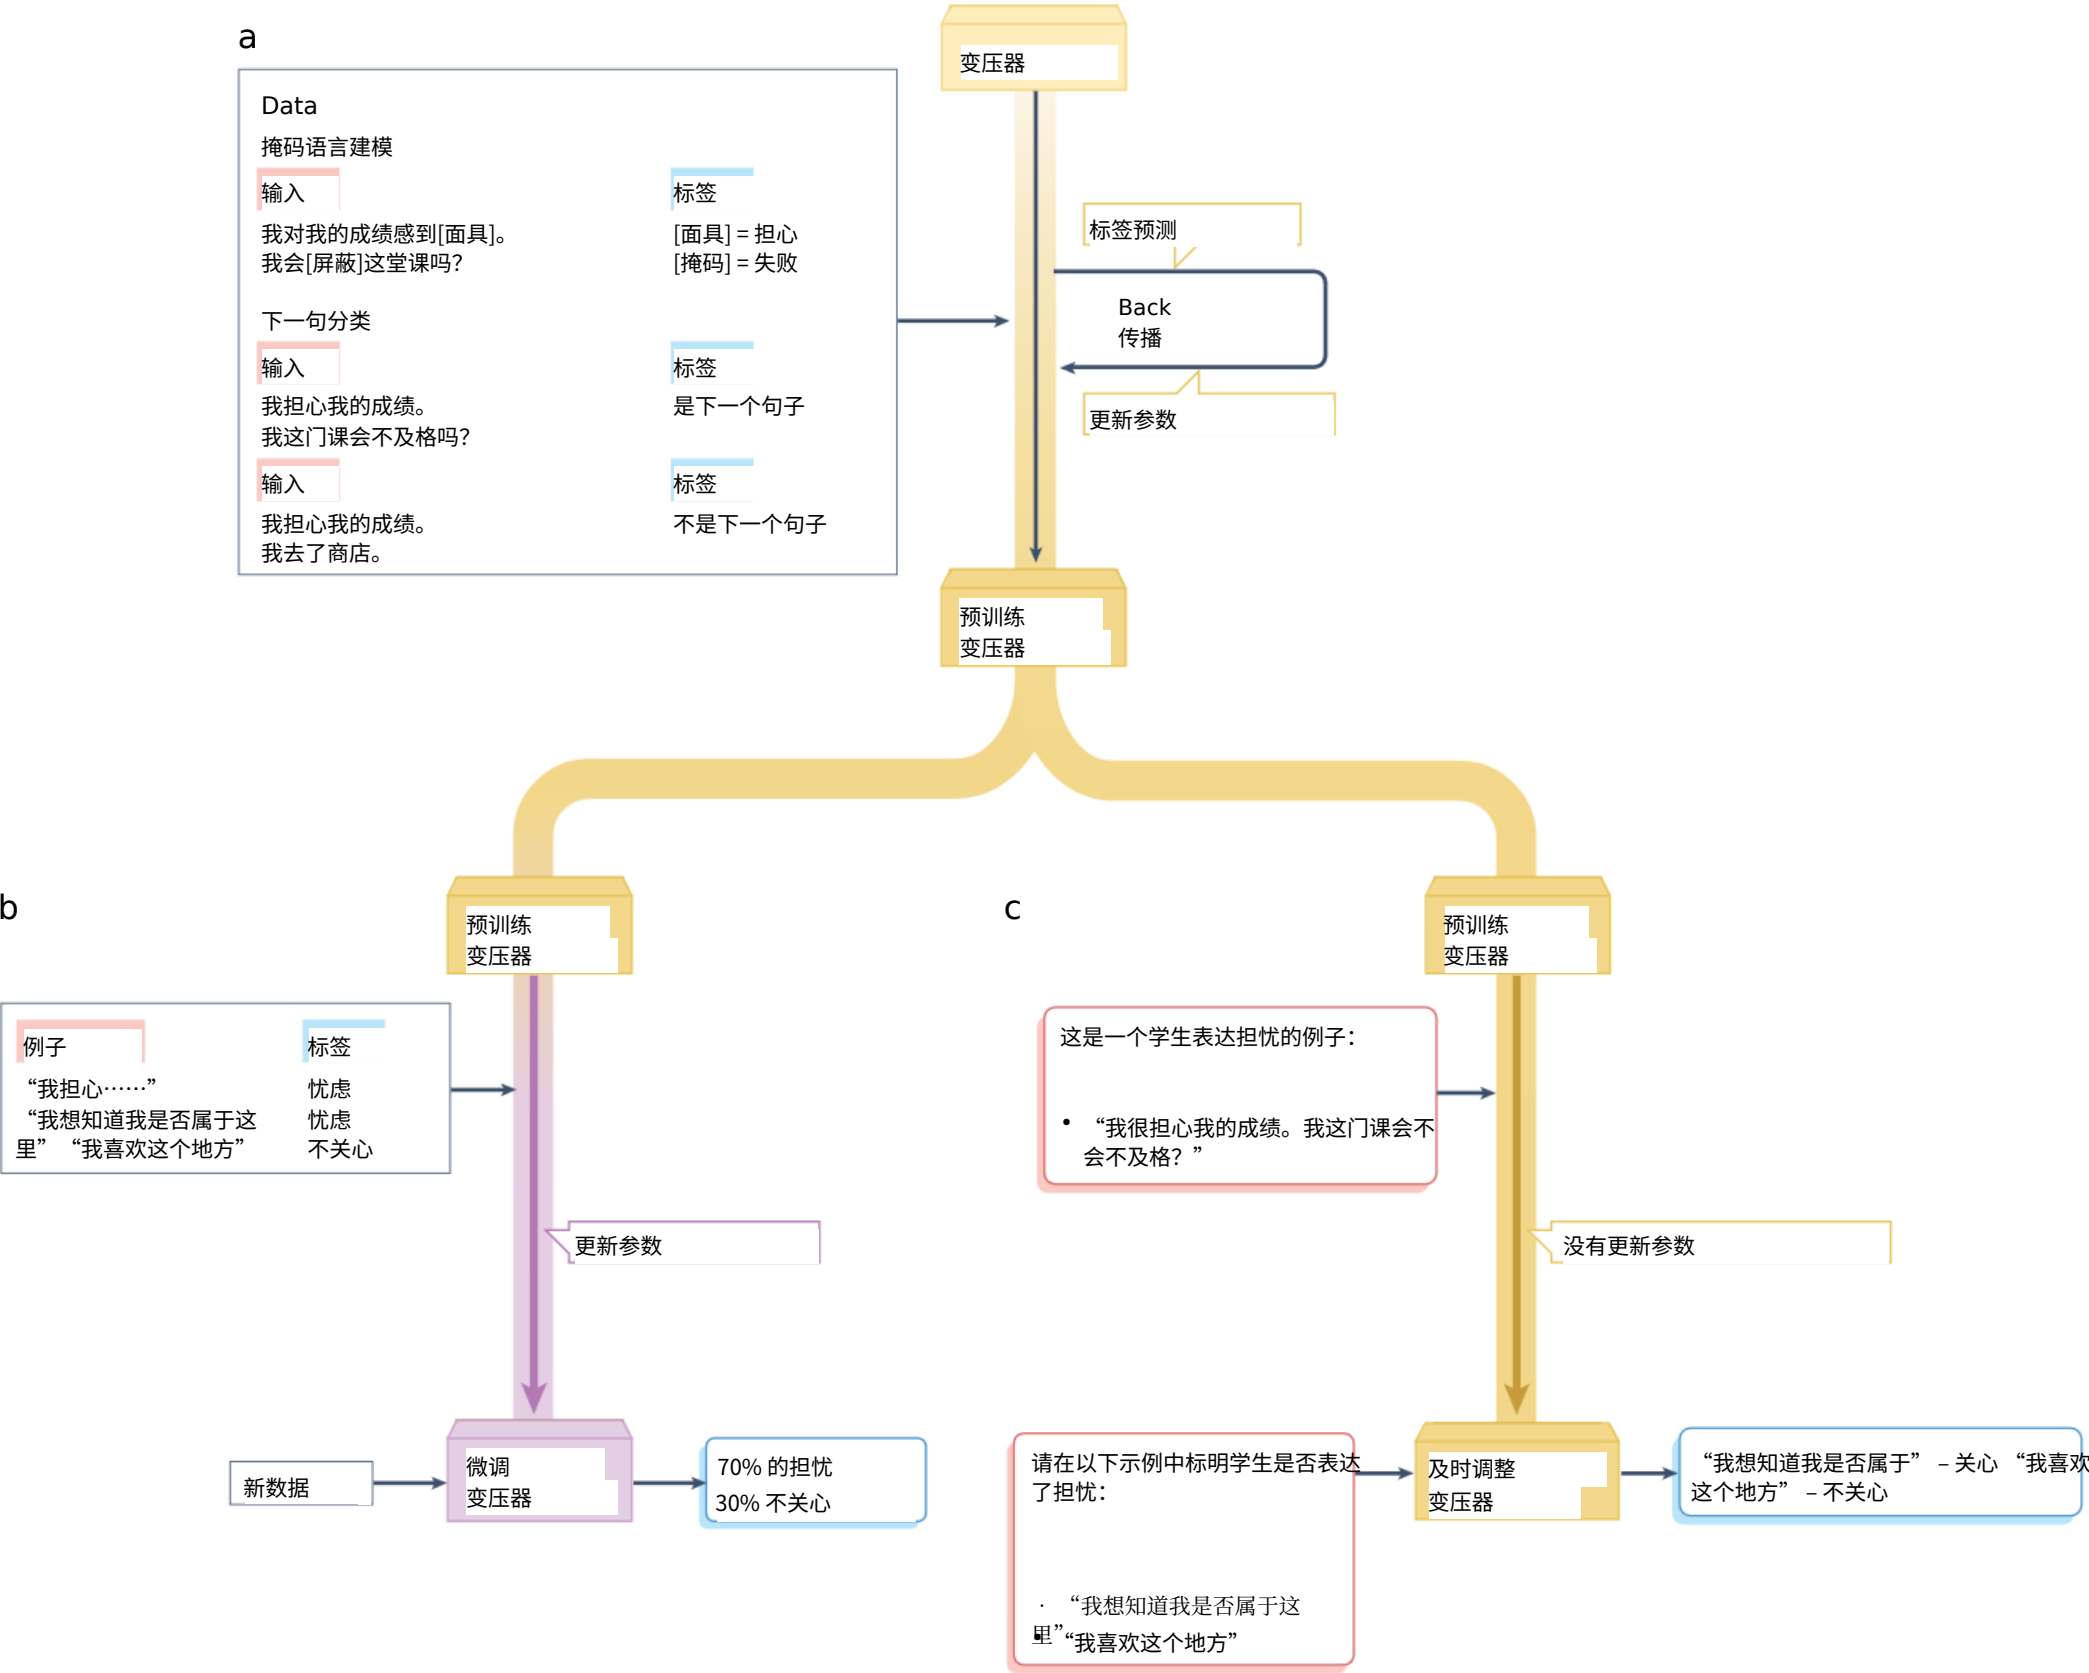 a
变压器
Data
掩码语言建模
输入
标签
我对我的成绩感到[面具]。
[面具] = 担心
我会[屏蔽]这堂课吗？
[掩码] = 失败
下一句分类
输入
标签
我担心我的成绩。
是下一个句子
我这门课会不及格吗？
输入
标签
我担心我的成绩。
不是下一个句子
我去了商店。
标签预测
Back
传播
更新参数
预训练
变压器
b
预训练
变压器
例子
标签
“我担心……”
忧虑
“我想知道我是否属于这
忧虑
里” “我喜欢这个地方”
不关心
更新参数
新数据
微调
变压器
70% 的担忧
30% 不关心
c
预训练
变压器
这是一个学生表达担忧的例子：
• “我很担心我的成绩。我这门课会不
会不及格？”
没有更新参数
请在以下示例中标明学生是否表达
了担忧：
· “我想知道我是否属于这
里”
• “我喜欢这个地方”
及时调整
变压器
“我想知道我是否属于” – 关心 “我喜欢
这个地方” – 不关心